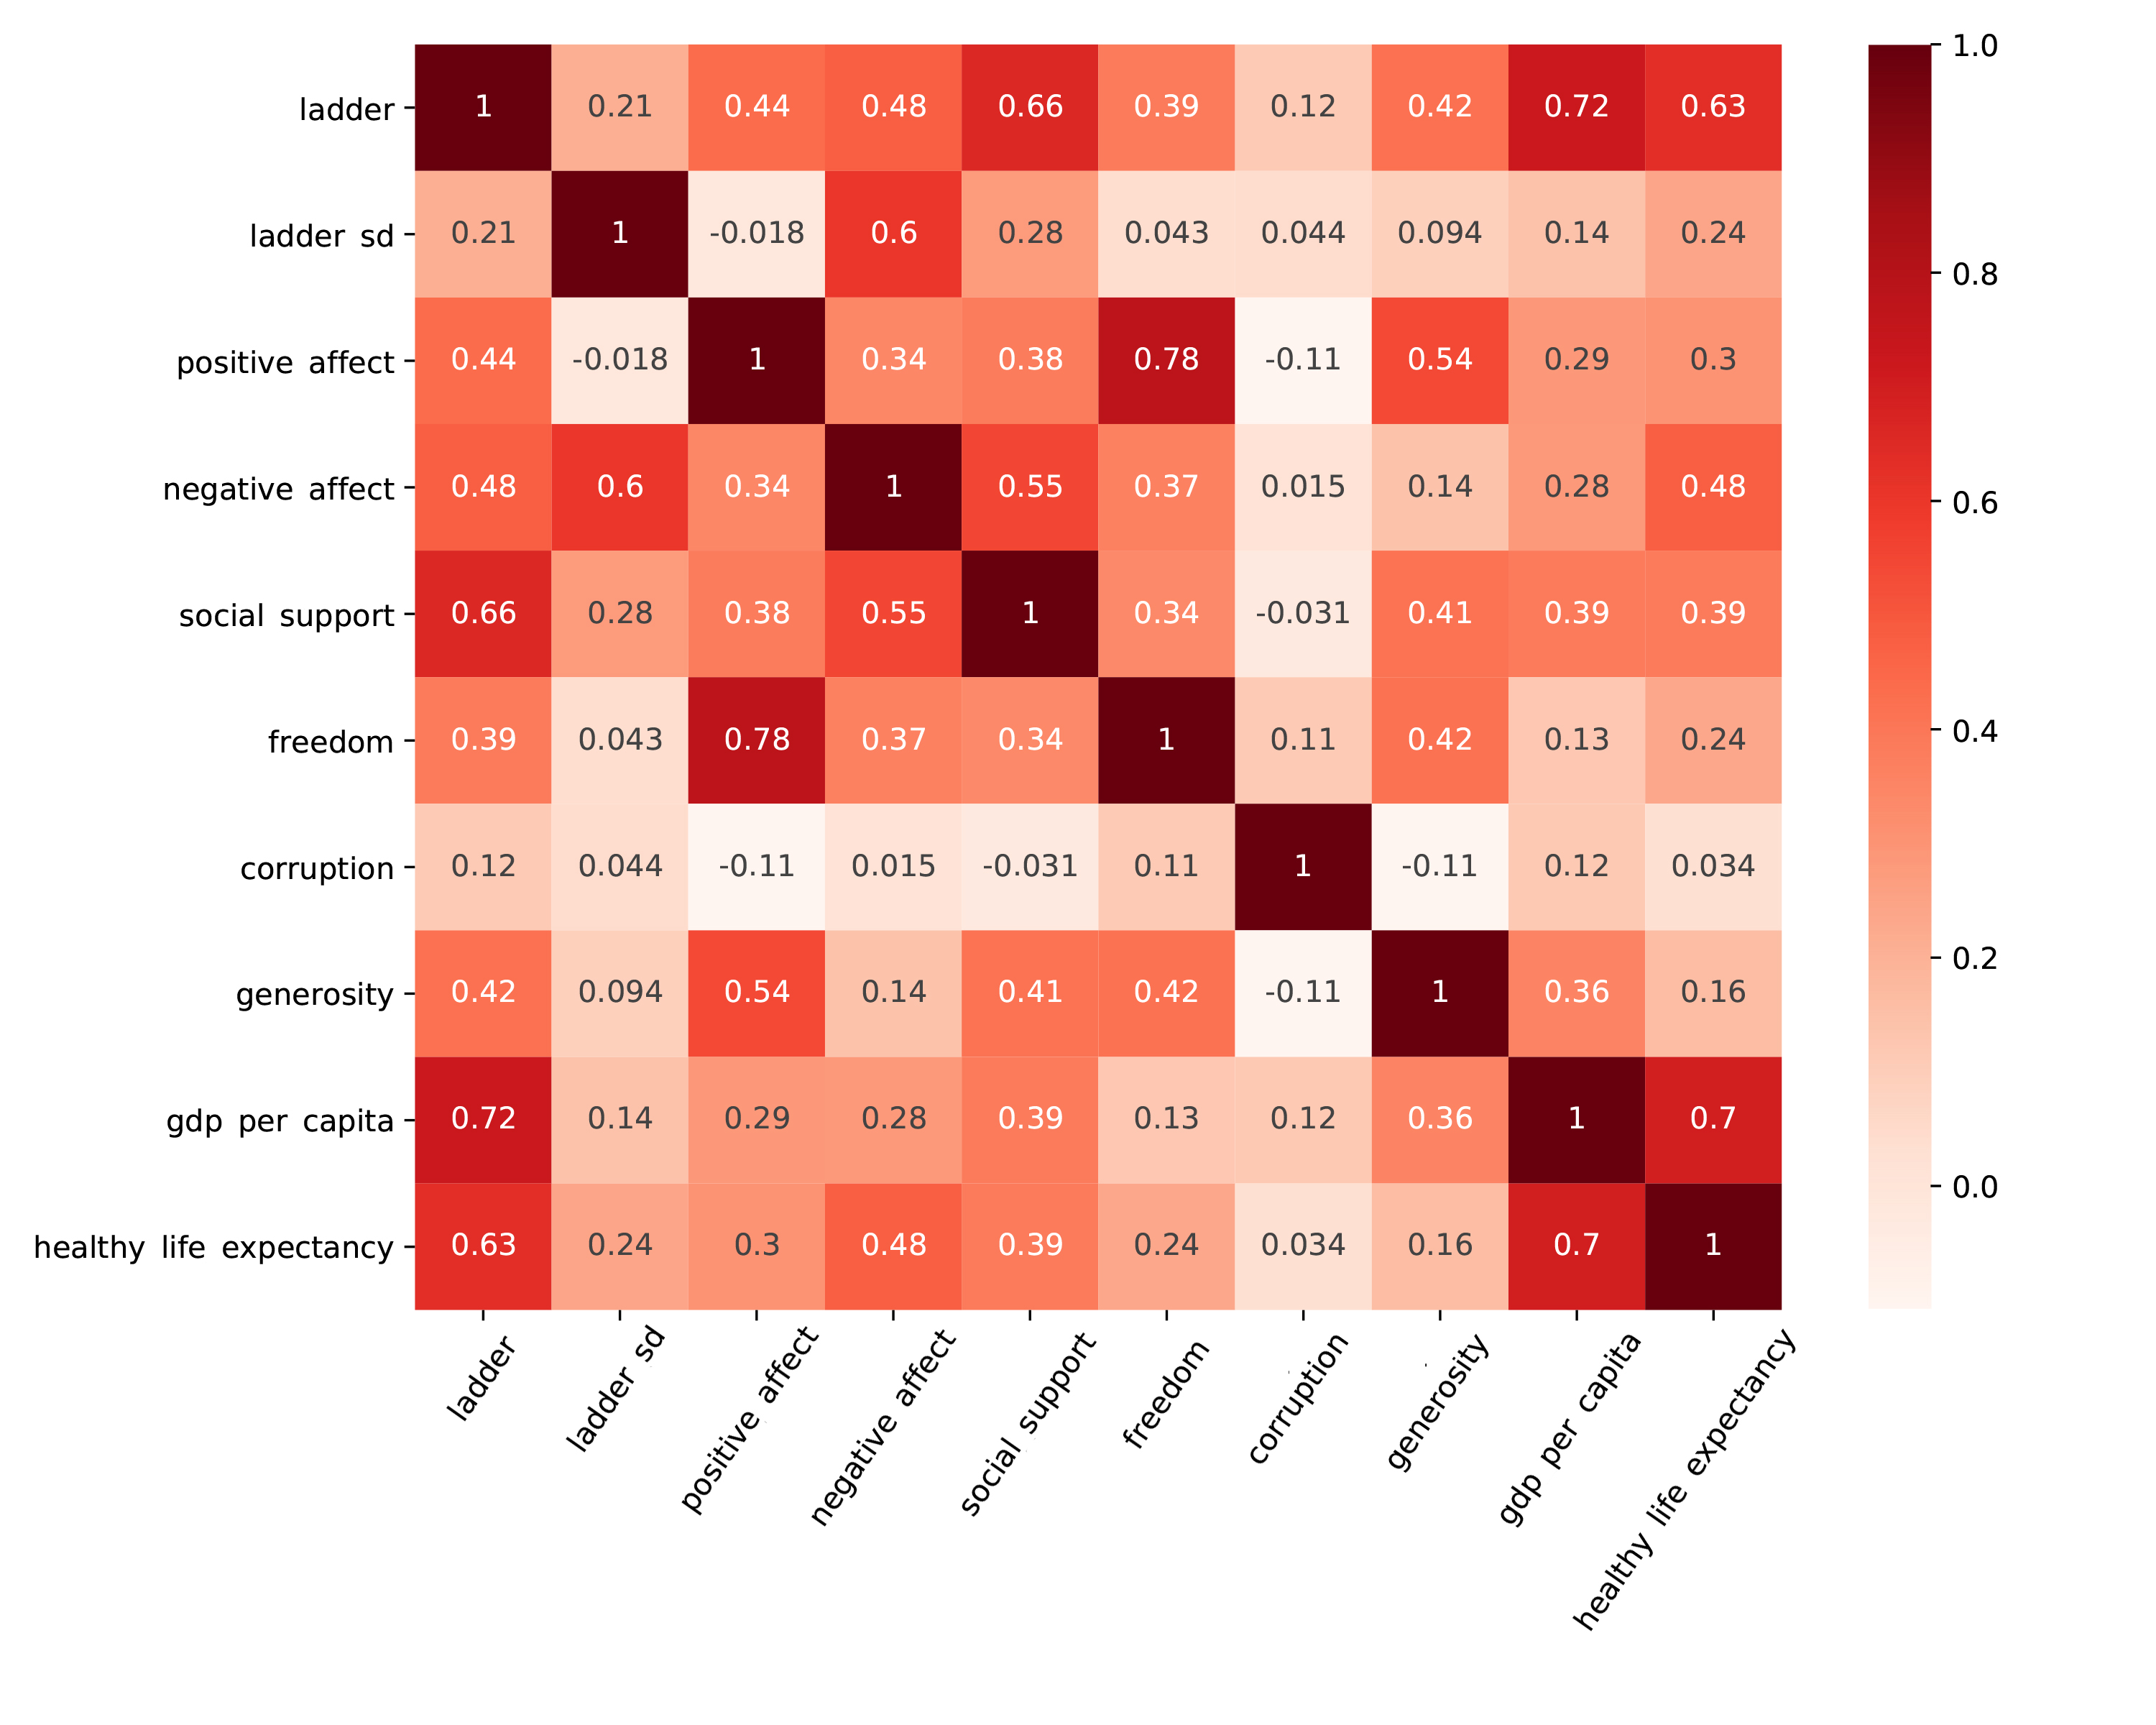 ladder 1 0.21 0.44 0.48 0.66 0.39 0.12 0.42 0.72 0.63
ladder sd 0.21 1 -0.018 0.6 0.28 0.043 0.044 0.094 0.14 0.24
positive affect 0.44 -0.018 1 0.34 0.38 0.78 -0.11 0.54 0.29 0.3
negative affect 0.48 0.6 0.34 1 0.55 0.37 0.015 0.14 0.28 0.48
social support 0.66 0.28 0.38 0.55 1 0.34 -0.031 0.41 0.39 0.39
freedom 0.39 0.043 0.78 0.37 0.34 1 0.11 0.42 0.13 0.24
corruption 0.12 0.044 -0.11 0.015 -0.031 0.11 1 -0.11 0.12 0.034
generosity 0.42 0.094 0.54 0.14 0.41 0.42 -0.11 1 0.36 0.16
gdp per capita 0.72 0.14 0.29 0.28 0.39 0.13 0.12 0.36 1 0.7
healthy life expectancy 0.63 0.24 0.3 0.48 0.39 0.24 0.034 0.16 0.7 1
ladder
ladder sd
positive affect
negative affect
social support
freedom
corruption
generosity
gdp per capita
healthy life expectancy
1.0
0.8
0.6
0.4
0.2
0.0